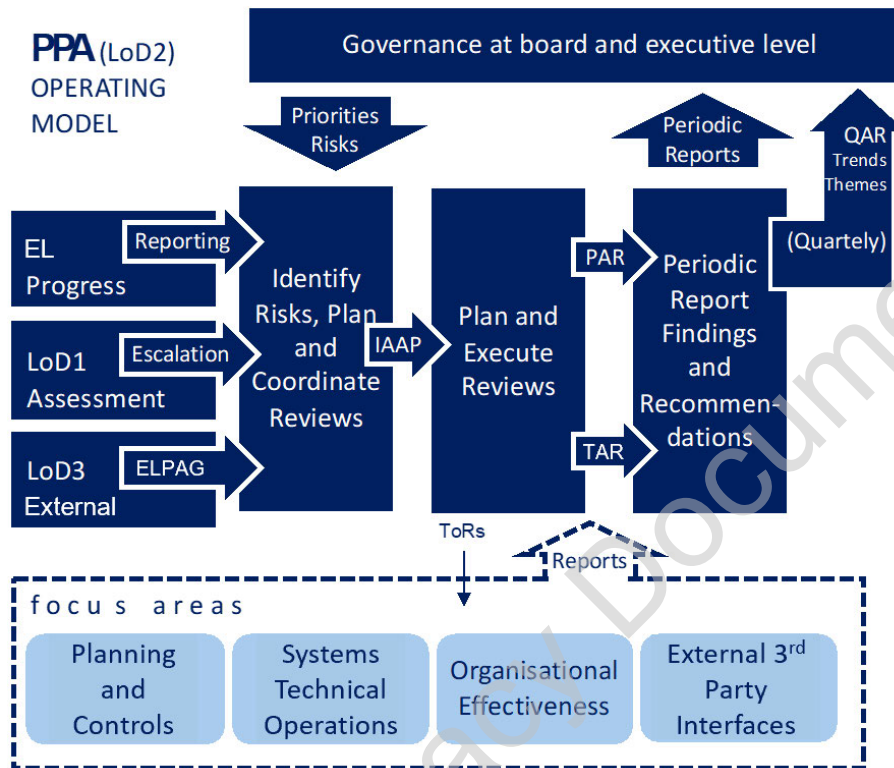 PPA (LoD2)
OPERATING
MODEL
Governance at board and executive level
Priorities
Risks
Periodic
Reports
QAR
Trends
Themes
(Quartely)
EL
Progress
Reporting
LoD1
Assessment
Escalation
LoD3
External
ELPAG
Identify
Risks, Plan
and
Coordinate
Reviews
IAAP
Plan and
Execute
Reviews
PAR
TAR
Periodic
Report
Findings
and
Recommen-
dations
ToRs
Reports
focus areas
Planning
and
Controls
Systems
Technical
Operations
Organisational
Effectiveness
External 3rd
Party
Interfaces
acy Docume